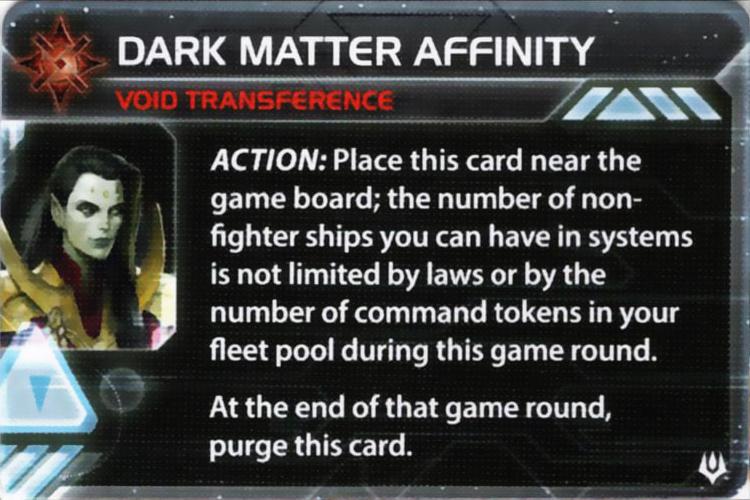 DARK MATTER AFFINITY
VOID TRANSFERENCE
ACTION: Place this card near the
game board; the number of non-
fighter ships you can have in systems
is not limited by laws or by the
number of command tokens in your
fleet pool during this game round.
At the end of that game round,
purge this card.